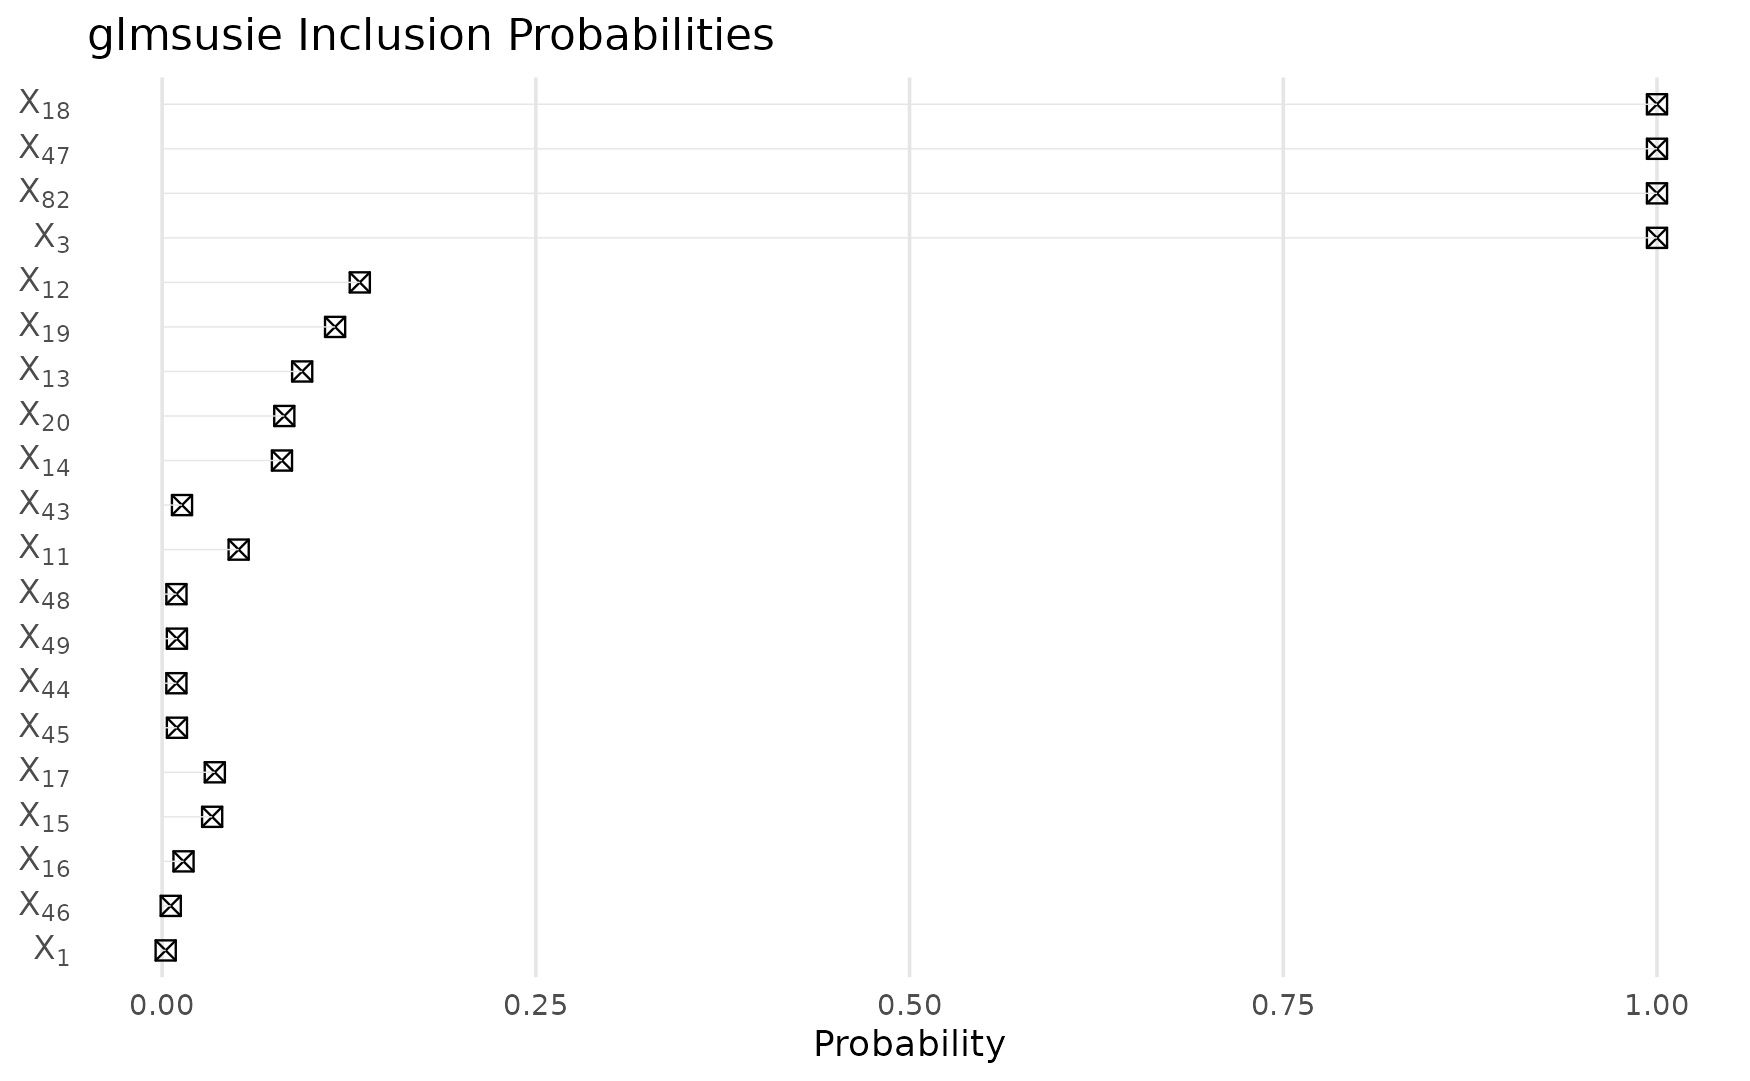 glmsusie Inclusion Probabilities
X₁₈
X₄₇
X₈₂
X₃
X₁₂
X₁₉
X₁₃
X₂₀
X₁₄
X₄₃
X₁₁
X₄₈
X₄₉
X₄₄
X₄₅
X₁₇
X₁₅
X₁₆
X₄₆
X₁
0.00 0.25 0.50 0.75 1.00
Probability